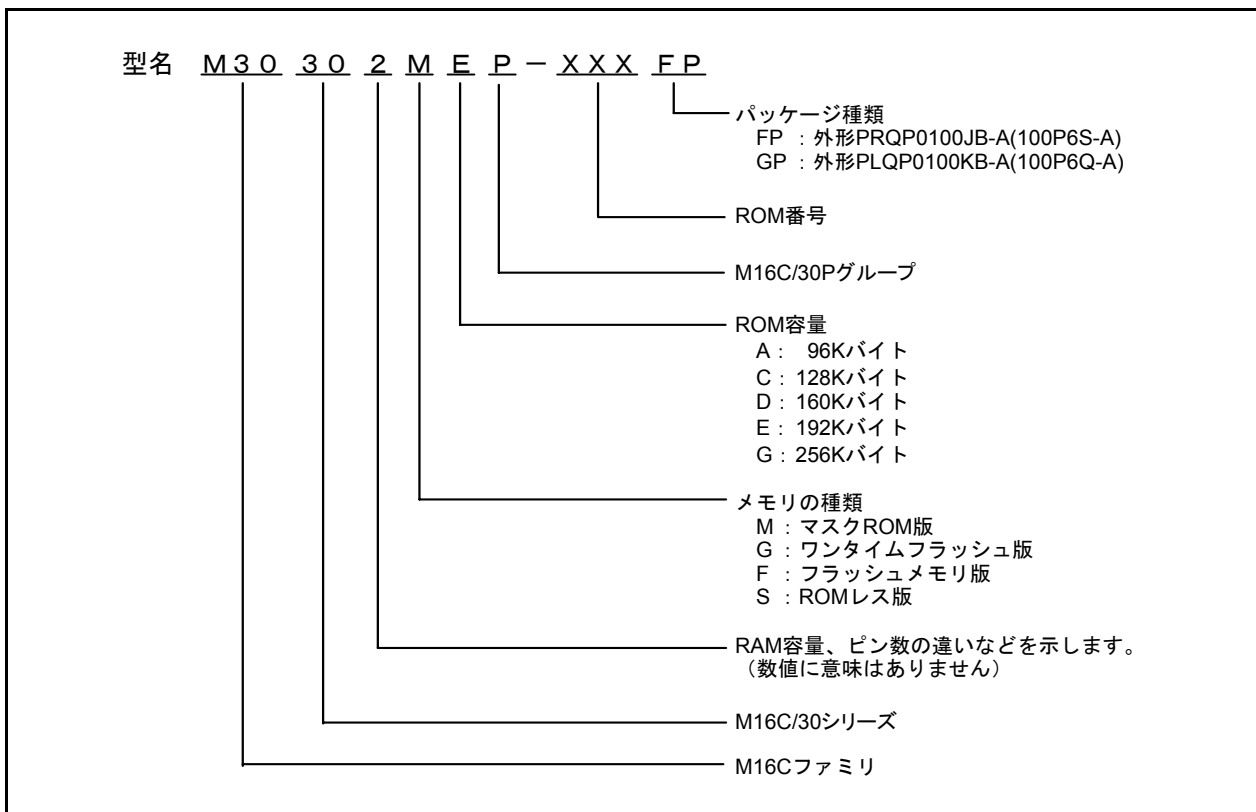 型名 M30 30 2 M E P － XXX FP
パッケージ種類
FP : 外形PRQP0100JB-A(100P6S-A)
GP : 外形PLQP0100KB-A(100P6Q-A)
ROM番号
M16C/30Pグループ
ROM容量
A : 96Kバイト
C : 128Kバイト
D : 160Kバイト
E : 192Kバイト
G : 256Kバイト
メモリの種類
M : マスクROM版
G : ワンタイムフラッシュ版
F : フラッシュメモリ版
S : ROMレス版
RAM容量、ピン数の違いなどを示します。
（数値に意味はありません）
M16C/30シリーズ
M16Cファミリ